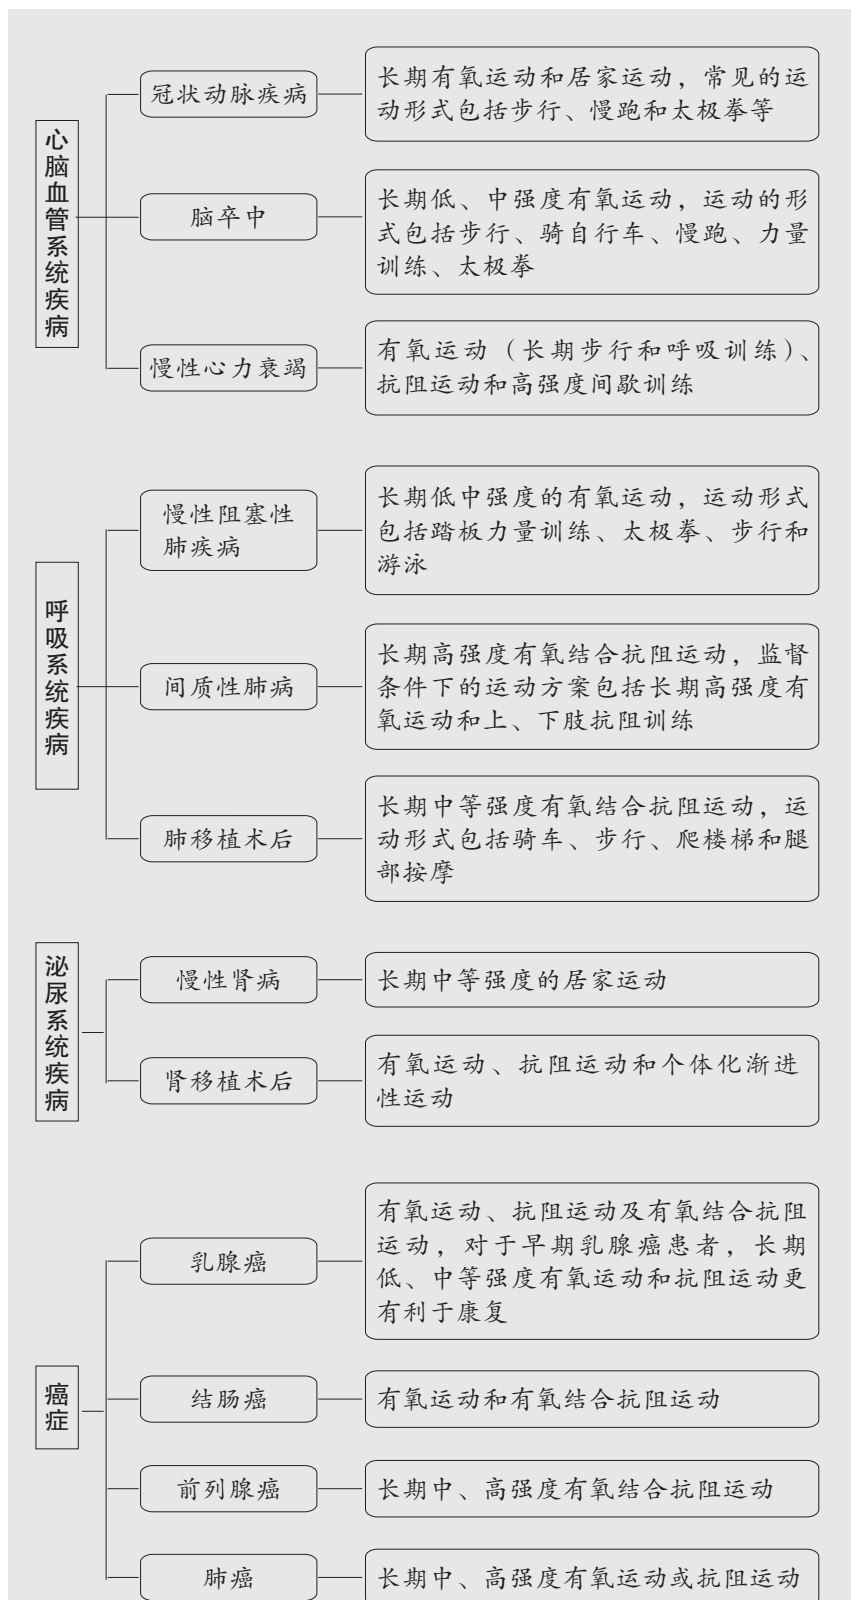 心脑血管系统疾病
冠状动脉疾病
长期有氧运动和居家运动，常见的运
动形式包括步行、慢跑和太极拳等
脑卒中
长期低、中强度有氧运动，运动的形
式包括步行、骑自行车、慢跑、力量
训练、太极拳
慢性心力衰竭
有氧运动（长期步行和呼吸训练）、
抗阻运动和高强度间歇训练
呼吸系统疾病
慢性阻塞性
肺疾病
长期低中强度的有氧运动，运动形式
包括踏板力量训练、太极拳、步行和
游泳
间质性肺病
长期高强度有氧结合抗阻运动，监督
条件下的运动方案包括长期高强度有
氧运动和上、下肢抗阻训练
肺移植术后
长期中等强度有氧结合抗阻运动，运
动形式包括骑车、步行、爬楼梯和腿
部按摩
泌尿系统疾病
慢性肾病
长期中等强度的居家运动
肾移植术后
有氧运动、抗阻运动和个体化渐进
性运动
癌症
乳腺癌
有氧运动、抗阻运动及有氧结合抗阻
运动，对于早期乳腺癌患者，长期
低、中等强度有氧运动和抗阻运动更
有利于康复
结肠癌
有氧运动和有氧结合抗阻运动
前列腺癌
长期中、高强度有氧结合抗阻运动
肺癌
长期中、高强度有氧运动或抗阻运动